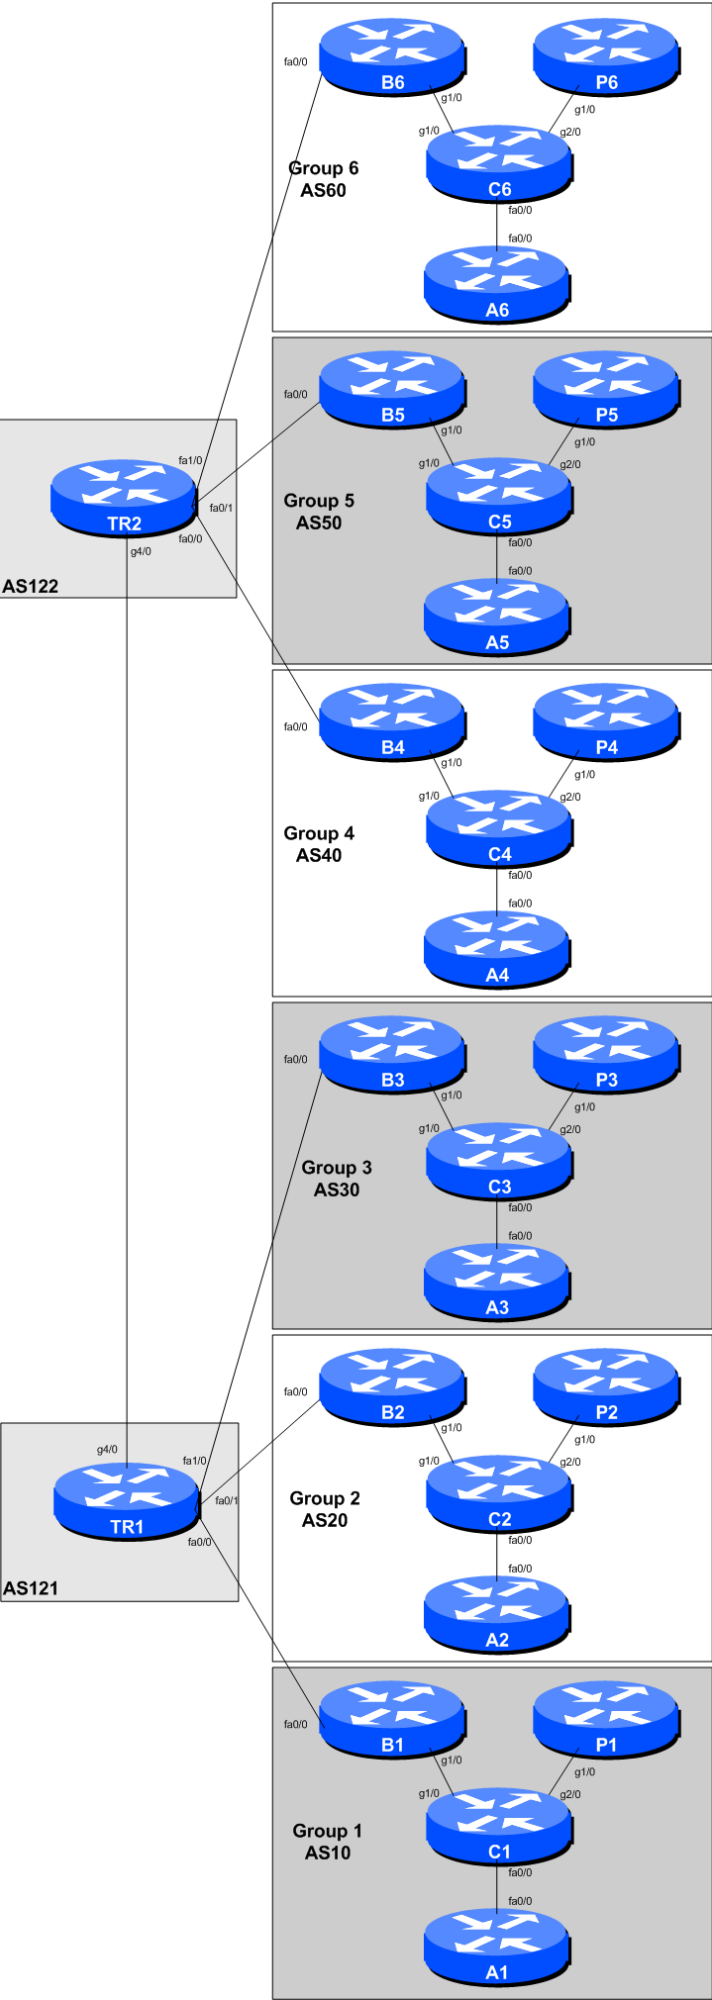 fa0/0
B6
P6
g1/0
g1/0
g1/0
g2/0
Group 6
AS60
C6
fa0/0
fa0/0
A6
fa0/0
B5
P5
g1/0
g1/0
g1/0
g2/0
Group 5
AS50
C5
fa0/0
fa0/0
A5
fa1/0
fa0/1
TR2
fa0/0
g4/0
AS122
fa0/0
B4
P4
g1/0
g1/0
g1/0
g2/0
Group 4
AS40
C4
fa0/0
fa0/0
A4
fa0/0
B3
P3
g1/0
g1/0
g1/0
g2/0
Group 3
AS30
C3
fa0/0
fa0/0
A3
fa0/0
B2
P2
g1/0
g1/0
g1/0
g2/0
Group 2
AS20
C2
fa0/0
fa0/0
A2
g4/0
fa1/0
fa0/1
TR1
fa0/0
AS121
fa0/0
B1
P1
g1/0
g1/0
g1/0
g2/0
Group 1
AS10
C1
fa0/0
fa0/0
A1